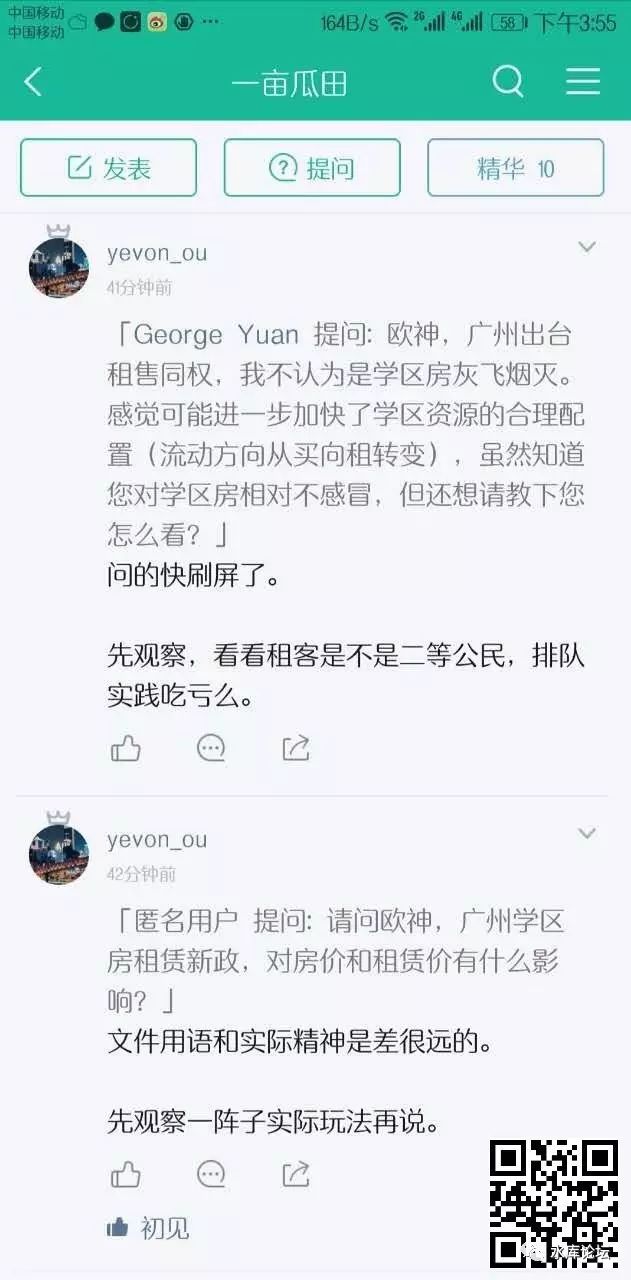 中国移动
中国移动
164B/s 2G 4G 58 下午3:55
一亩瓜田
发表
提问
精华 10
yevon_ou
41分钟前
「George Yuan 提问: 欧神，广州出台
租售同权，我不认为是学区房灰飞烟灭。
感觉可能进一步加快了学区资源的合理配
置（流动方向从买向租转变），虽然知道
您对学区房相对不感冒，但还想请教下您
怎么看？」
问的快刷屏了。
先观察，看看租客是不是二等公民，排队
实践吃亏么。
yevon_ou
42分钟前
「匿名用户 提问: 请问欧神，广州学区
房租赁新政，对房价和租赁价有什么影
响？」
文件用语和实际精神是差很远的。
先观察一阵子实际玩法再说。
初见
水库论坛